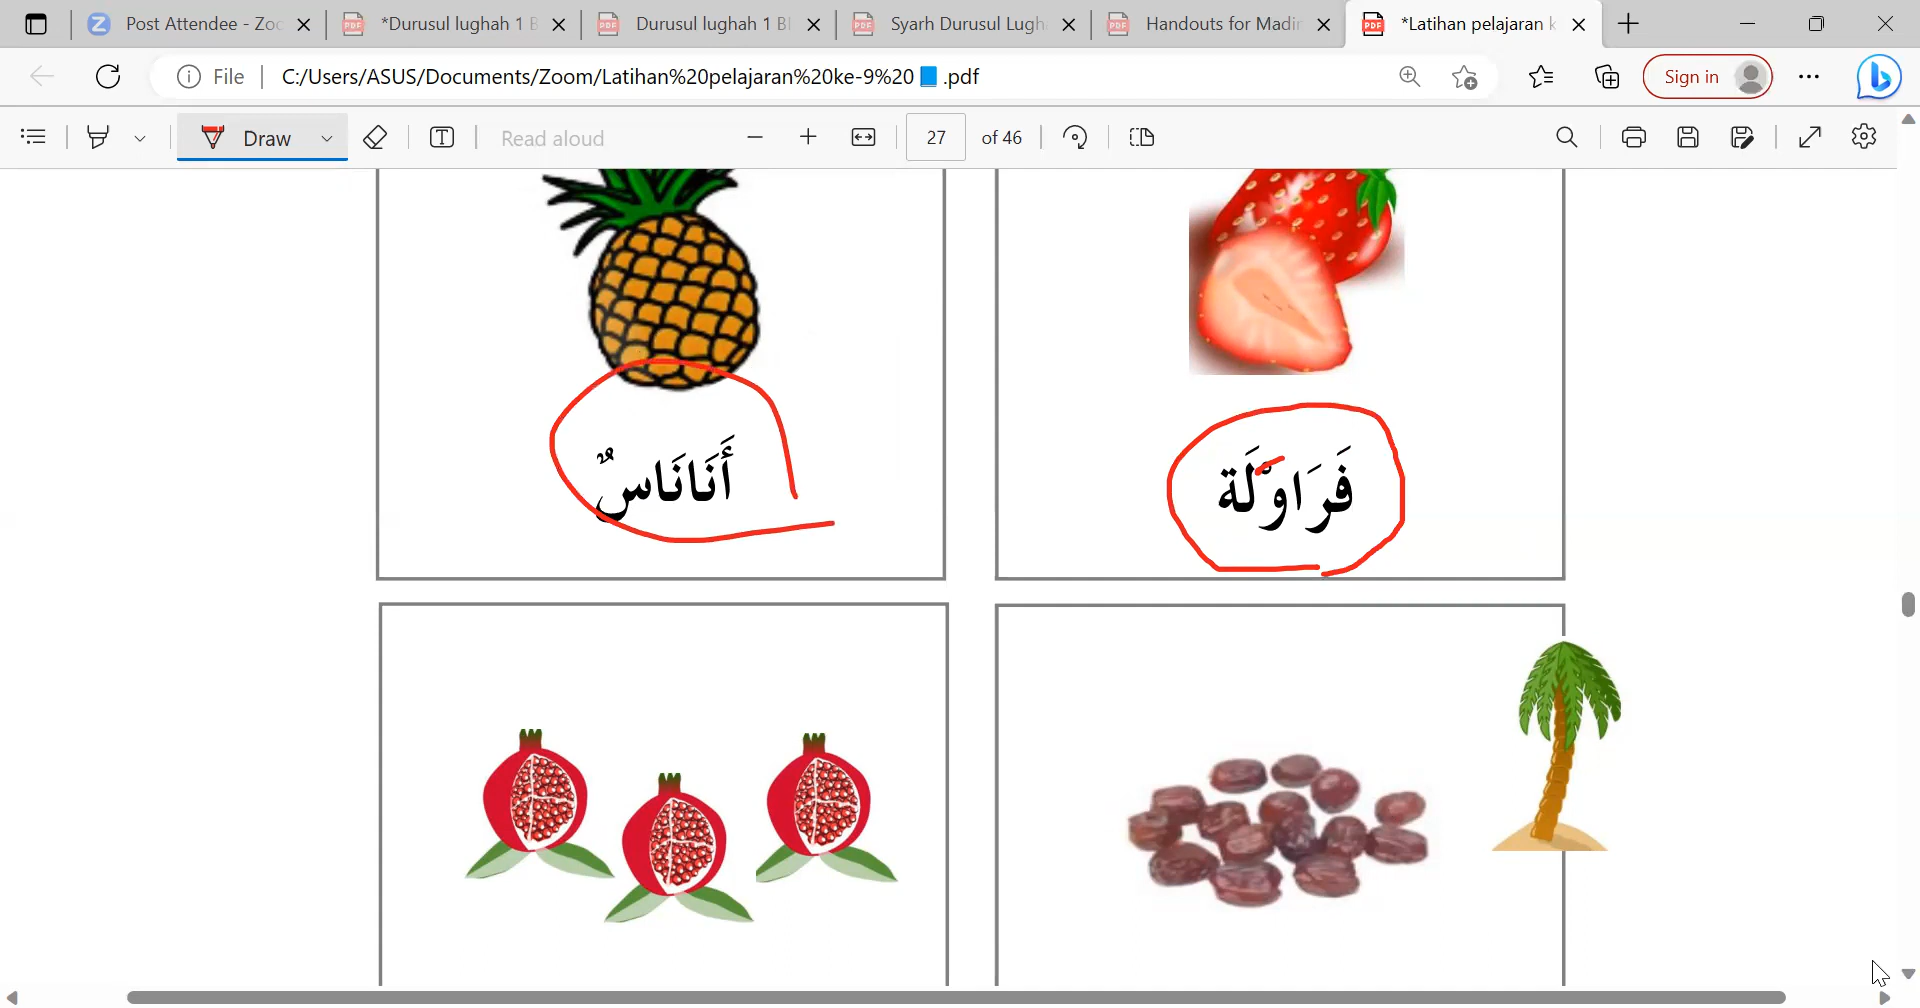 Post Attendee - Zoo
*Durusul lughah 1 B
Durusul lughah 1 Bl
Syarh Durusul Lugh
Handouts for Madin
*Latihan pelajaran k
File
C:/Users/ASUS/Documents/Zoom/Latihan%20pelajaran%20ke-9%20📘.pdf
Sign in
Draw
Read aloud
27 of 46
أَنَانَاسٌ
فَرَاوْلَة